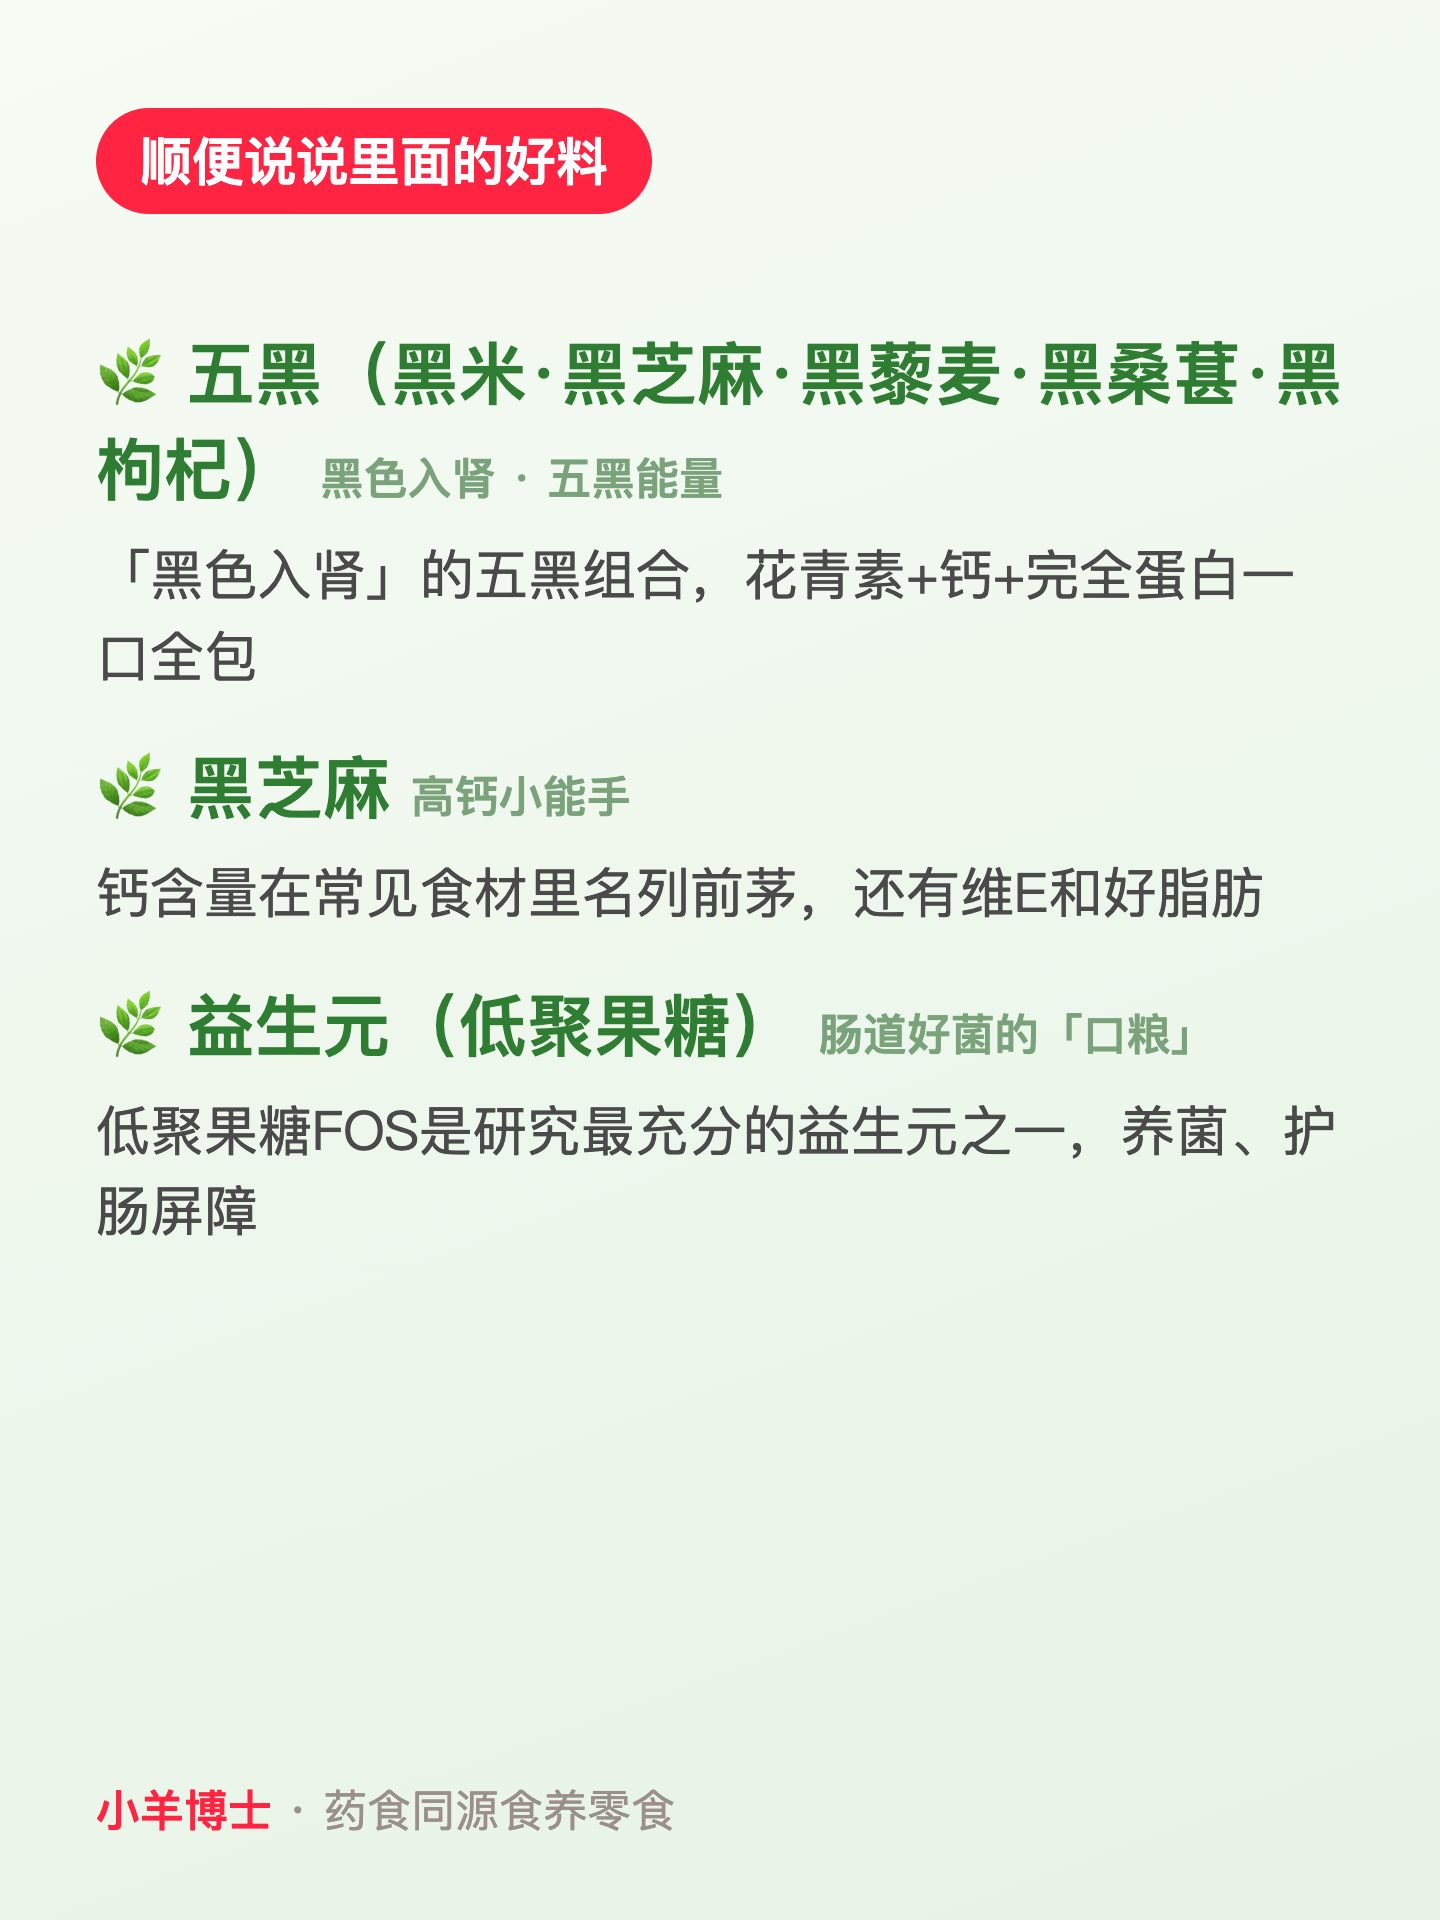 顺便说说里面的好料
🌿 五黑（黑米·黑芝麻·黑藜麦·黑桑葚·黑
枸杞） 黑色入肾 · 五黑能量
「黑色入肾」的五黑组合，花青素+钙+完全蛋白一
口全包
🌿 黑芝麻 高钙小能手
钙含量在常见食材里名列前茅，还有维E和好脂肪
🌿 益生元（低聚果糖） 肠道好菌的「口粮」
低聚果糖FOS是研究最充分的益生元之一，养菌、护
肠屏障
小羊博士 · 药食同源食养零食